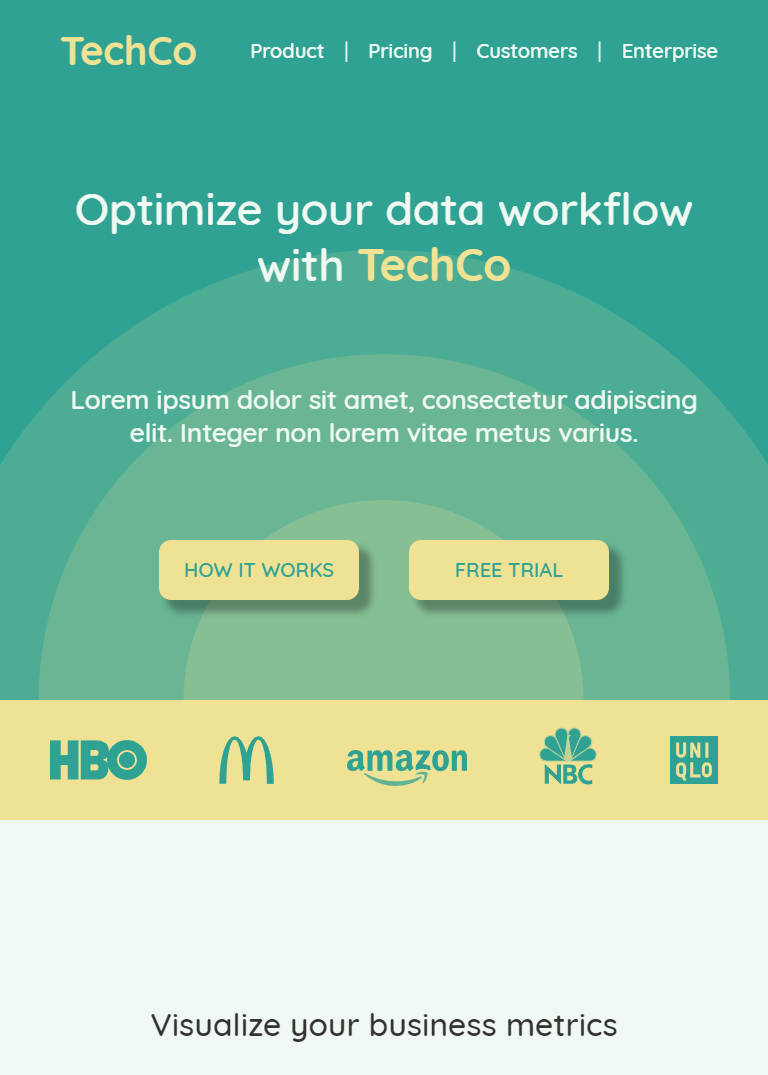 TechCo Product | Pricing | Customers | Enterprise
Optimize your data workflow
with TechCo
Lorem ipsum dolor sit amet, consectetur adipiscing
elit. Integer non lorem vitae metus varius.
HOW IT WORKS FREE TRIAL
HBO amazon NBC UNI
QLO
Visualize your business metrics